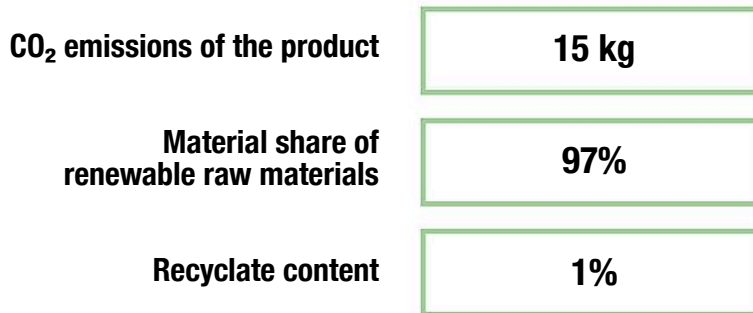 CO₂ emissions of the product
15 kg
Material share of
renewable raw materials
97%
Recyclate content
1%